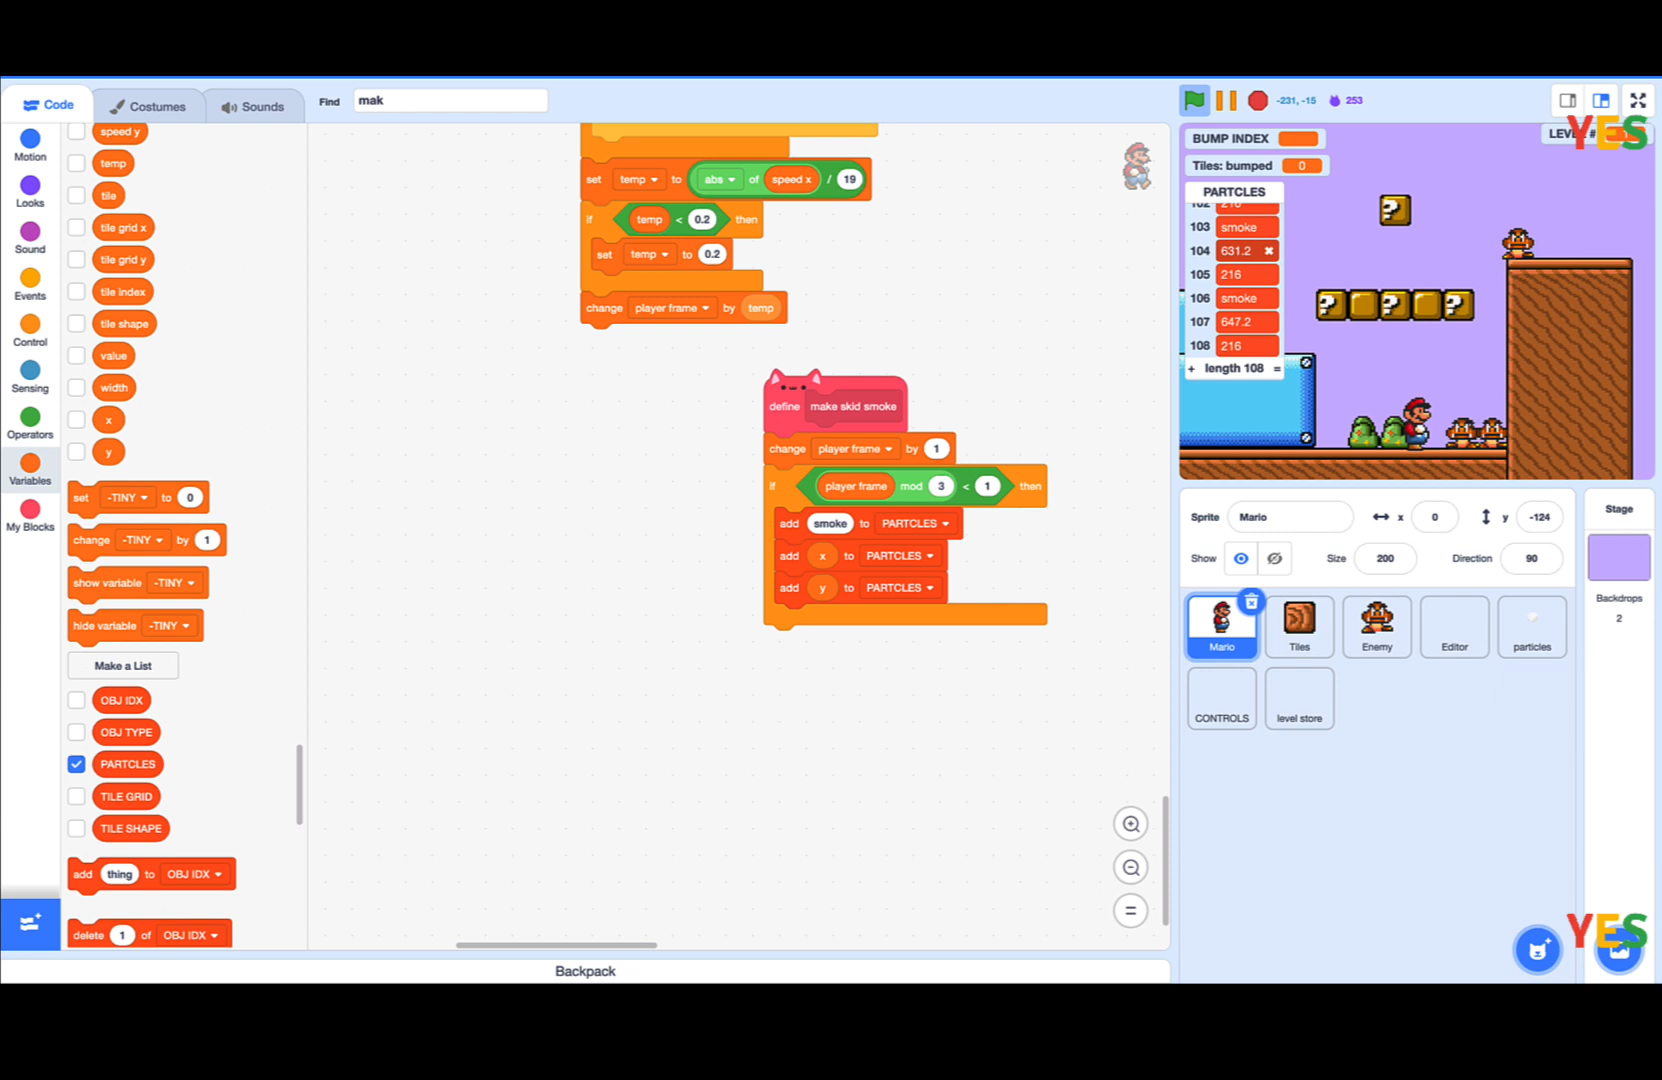 Code
Costumes
Sounds
Find
mak
-231, -15
253
Motion
Looks
Sound
Events
Control
Sensing
Operators
Variables
My Blocks
speed y
temp
tile
tile grid x
tile grid y
tile index
tile shape
value
width
x
y
set -TINY to 0
change -TINY by 1
show variable -TINY
hide variable -TINY
Make a List
OBJ IDX
OBJ TYPE
PARTCLES
TILE GRID
TILE SHAPE
add thing to OBJ IDX
delete 1 of OBJ IDX
set temp to abs of speed x / 19
if temp < 0.2 then
set temp to 0.2
change player frame by temp
define make skid smoke
change player frame by 1
if player frame mod 3 < 1 then
add smoke to PARTCLES
add x to PARTCLES
add y to PARTCLES
Backpack
BUMP INDEX
Tiles: bumped 0
LEVEL #
YES
PARTCLES
102 216
103 smoke
104 631.2
105 216
106 smoke
107 647.2
108 216
+ length 108 =
Sprite Mario x 0 y -124
Show Size 200 Direction 90
Mario
Tiles
Enemy
Editor
particles
CONTROLS
level store
Stage
Backdrops
2
YES